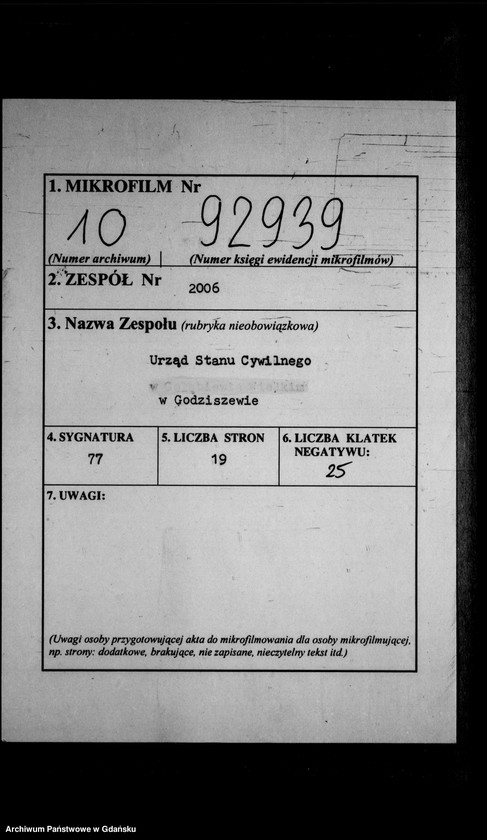 1. MIKROFILM Nr
10 92939
(Numer archiwum) (Numer księgi ewidencji mikrofilmów)
2. ZESPÓŁ Nr
2006
3. Nazwa Zespołu (rubryka nieobowiązkowa)
Urząd Stanu Cywilnego
w Godziszewie
4. SYGNATURA
77
5. LICZBA STRON
19
6. LICZBA KLATEK
NEGATYWU:
25
7. UWAGI:
(Uwagi osoby przygotowującej akta do mikrofilmowania dla osoby mikrofilmującej,
np. strony: dodatkowe, brakujące, nie zapisane, nieczytelny tekst itd.)
Archiwum Państwowe w Gdańsku